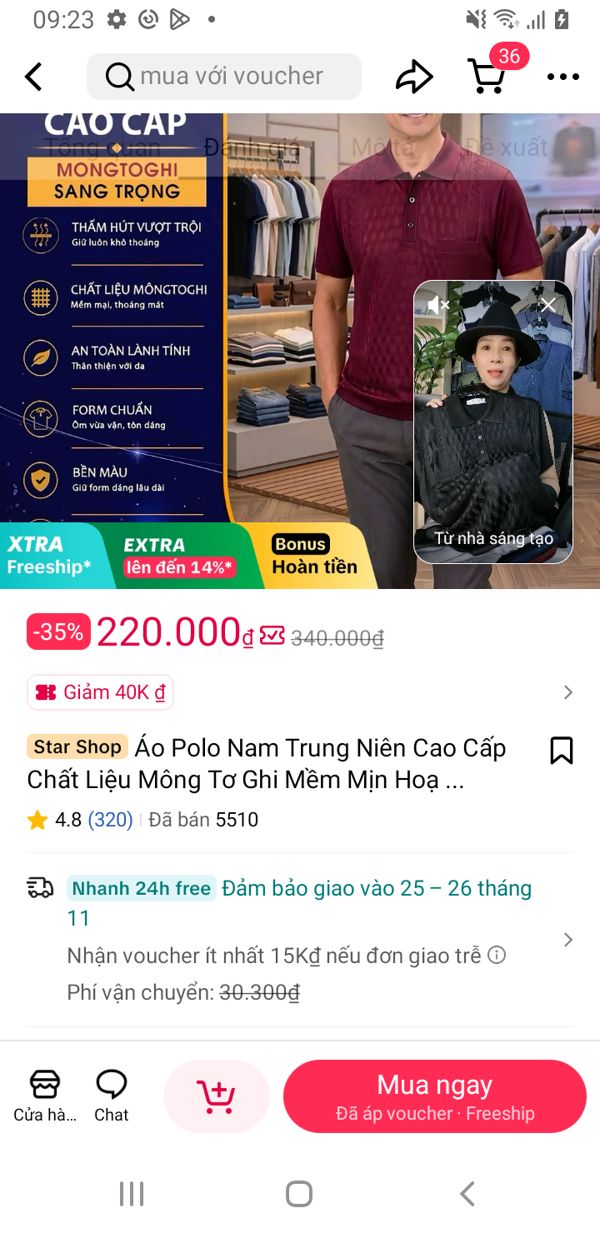 09:23
mua với voucher
36
CAO CẤP
Tổng quan
Đánh giá
Mô tả
Đề xuất
MONGTOGHI
SANG TRỌNG
THẤM HÚT VƯỢT TRỘI
Giữ luôn khô thoáng
CHẤT LIỆU MÔNGTOGHI
Mềm mại, thoáng mát
AN TOÀN LÀNH TÍNH
Thân thiện với da
FORM CHUẨN
Ôm vừa vặn, tôn dáng
BỀN MÀU
Giữ form dáng lâu dài
Từ nhà sáng tạo
XTRA
Freeship*
EXTRA
lên đến 14%*
Bonus
Hoàn tiền
-35% 220.000₫ 340.000₫
Giảm 40K ₫
Star Shop Áo Polo Nam Trung Niên Cao Cấp
Chất Liệu Mông Tơ Ghi Mềm Mịn Hoạ ...
4.8 (320) Đã bán 5510
Nhanh 24h free Đảm bảo giao vào 25 – 26 tháng
11
Nhận voucher ít nhất 15K₫ nếu đơn giao trễ
Phí vận chuyển: 30.300₫
Cửa hà...
Chat
Mua ngay
Đã áp voucher · Freeship